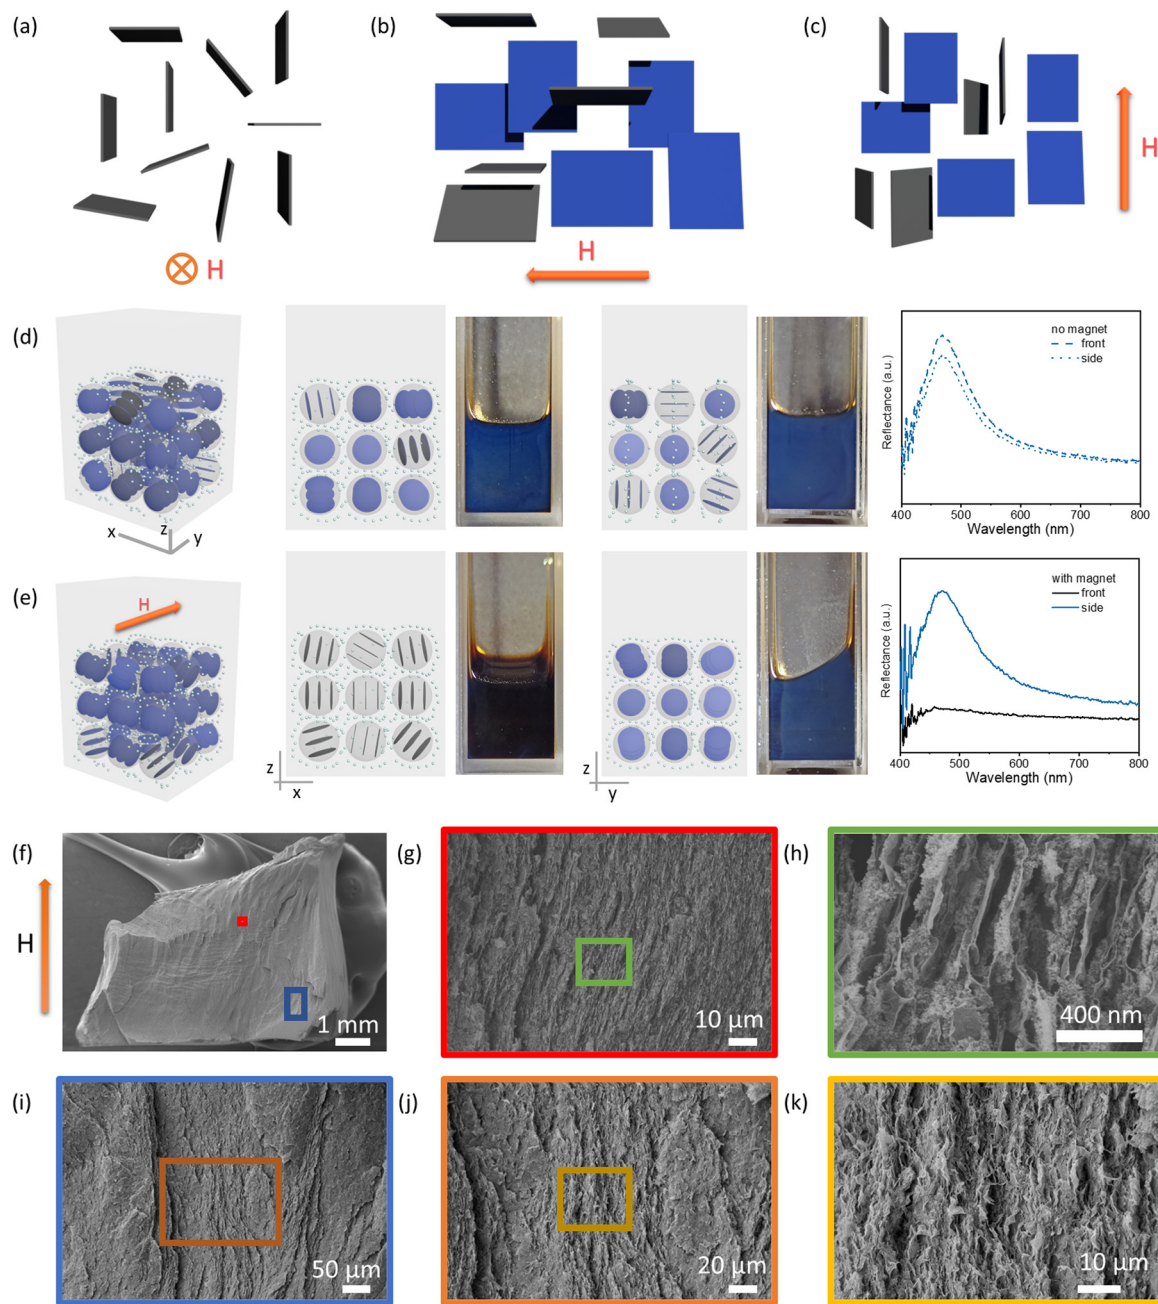 (a)
(b)
(c)
H
H
H
(d)
x
z
y
no magnet
front
side
Reflectance (a.u.)
400 500 600 700 800
Wavelength (nm)
(e)
H
z
x
z
y
with magnet
front
side
Reflectance (a.u.)
400 500 600 700 800
Wavelength (nm)
(f)
H
1 mm
(g)
10 µm
(h)
400 nm
(i)
50 µm
(j)
20 µm
(k)
10 µm